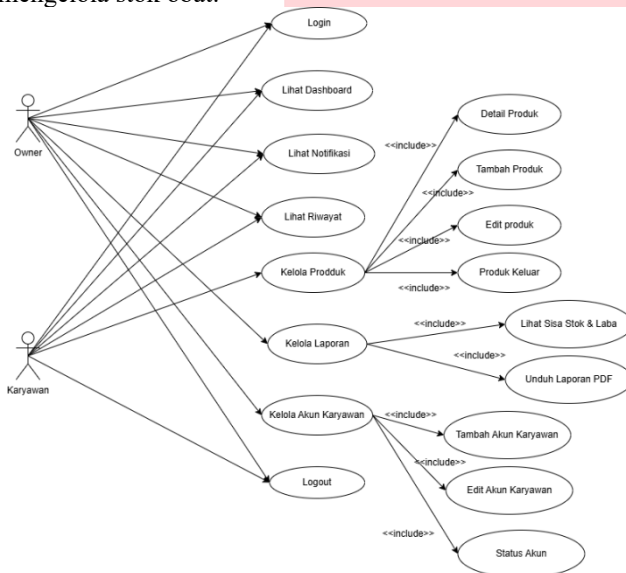 mengelola stok obat.
Login
Lihat Dashboard
Owner
Lihat Notifikasi
Lihat Riwayat
Kelola Prodduk
Karyawan
Kelola Laporan
Kelola Akun Karyawan
Logout
Detail Produk
<<include>>
Tambah Produk
<<include>>
Edit produk
<<include>>
Produk Keluar
<<include>>
Lihat Sisa Stok & Laba
<<include>>
Unduh Laporan PDF
<<include>>
<<include>>
Tambah Akun Karyawan
<<include>>
Edit Akun Karyawan
<<include>>
Status Akun